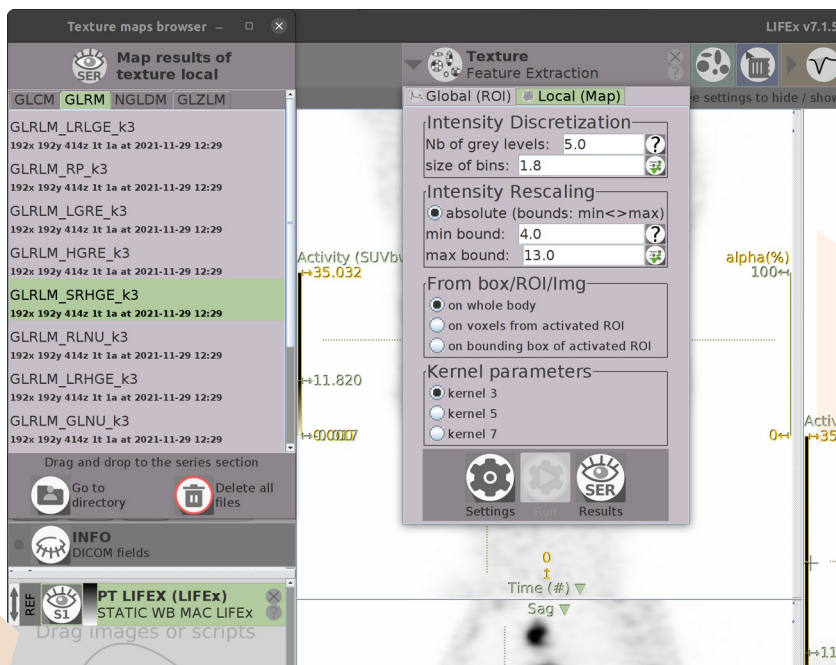 Texture maps browser
LIFEx v7.1.5
SER
Map results of
texture local
GLCM GLRM NGLDM GLZLM
GLRLM_LRLGE_k3
192x 192y 414z 1t 1a at 2021-11-29 12:29
GLRLM_RP_k3
192x 192y 414z 1t 1a at 2021-11-29 12:29
GLRLM_LGRE_k3
192x 192y 414z 1t 1a at 2021-11-29 12:29
GLRLM_HGRE_k3
192x 192y 414z 1t 1a at 2021-11-29 12:29
GLRLM_SRHGE_k3
192x 192y 414z 1t 1a at 2021-11-29 12:29
GLRLM_RLNU_k3
192x 192y 414z 1t 1a at 2021-11-29 12:29
GLRLM_LRHGE_k3
192x 192y 414z 1t 1a at 2021-11-29 12:29
GLRLM_GLNU_k3
192x 192y 414z 1t 1a at 2021-11-29 12:29
Drag and drop to the series section
Go to
directory
Delete all
files
INFO
DICOM fields
REF
S1
PT LIFEX (LIFEx)
STATIC WB MAC LIFEx
Drag images or scripts
Texture
Feature Extraction
Global (ROI) Local (Map)
e settings to hide / show
Intensity Discretization
Nb of grey levels: 5.0 ?
size of bins: 1.8
Intensity Rescaling
absolute (bounds: min<>max)
min bound: 4.0 ?
max bound: 13.0
From box/ROI/Img
on whole body
on voxels from activated ROI
on bounding box of activated ROI
Kernel parameters
kernel 3
kernel 5
kernel 7
SER
Settings Run Results
Activity (SUVbw
35.032
11.820
alpha(%)
100
0
0
Time (#)
Sag
Activ
35
11